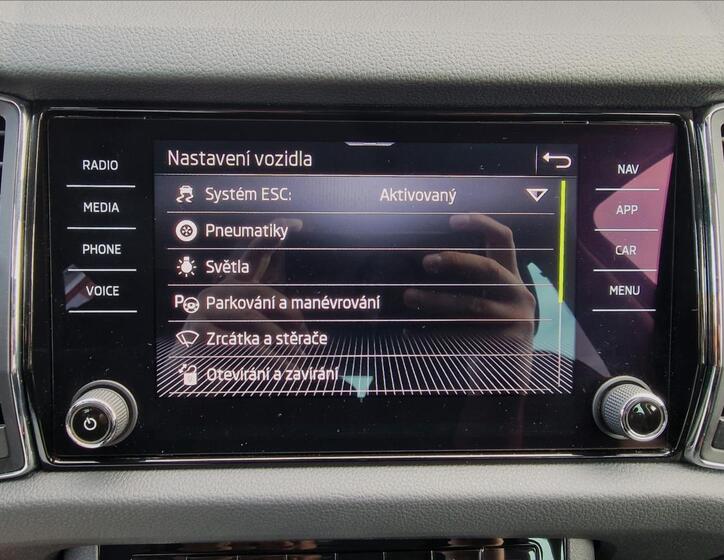 Nastavení vozidla
RADIO
MEDIA
PHONE
VOICE
Systém ESC: Aktivovaný
Pneumatiky
Světla
Parkování a manévrování
Zrcátka a stěrače
Otevírání a zavírání
NAV
APP
CAR
MENU